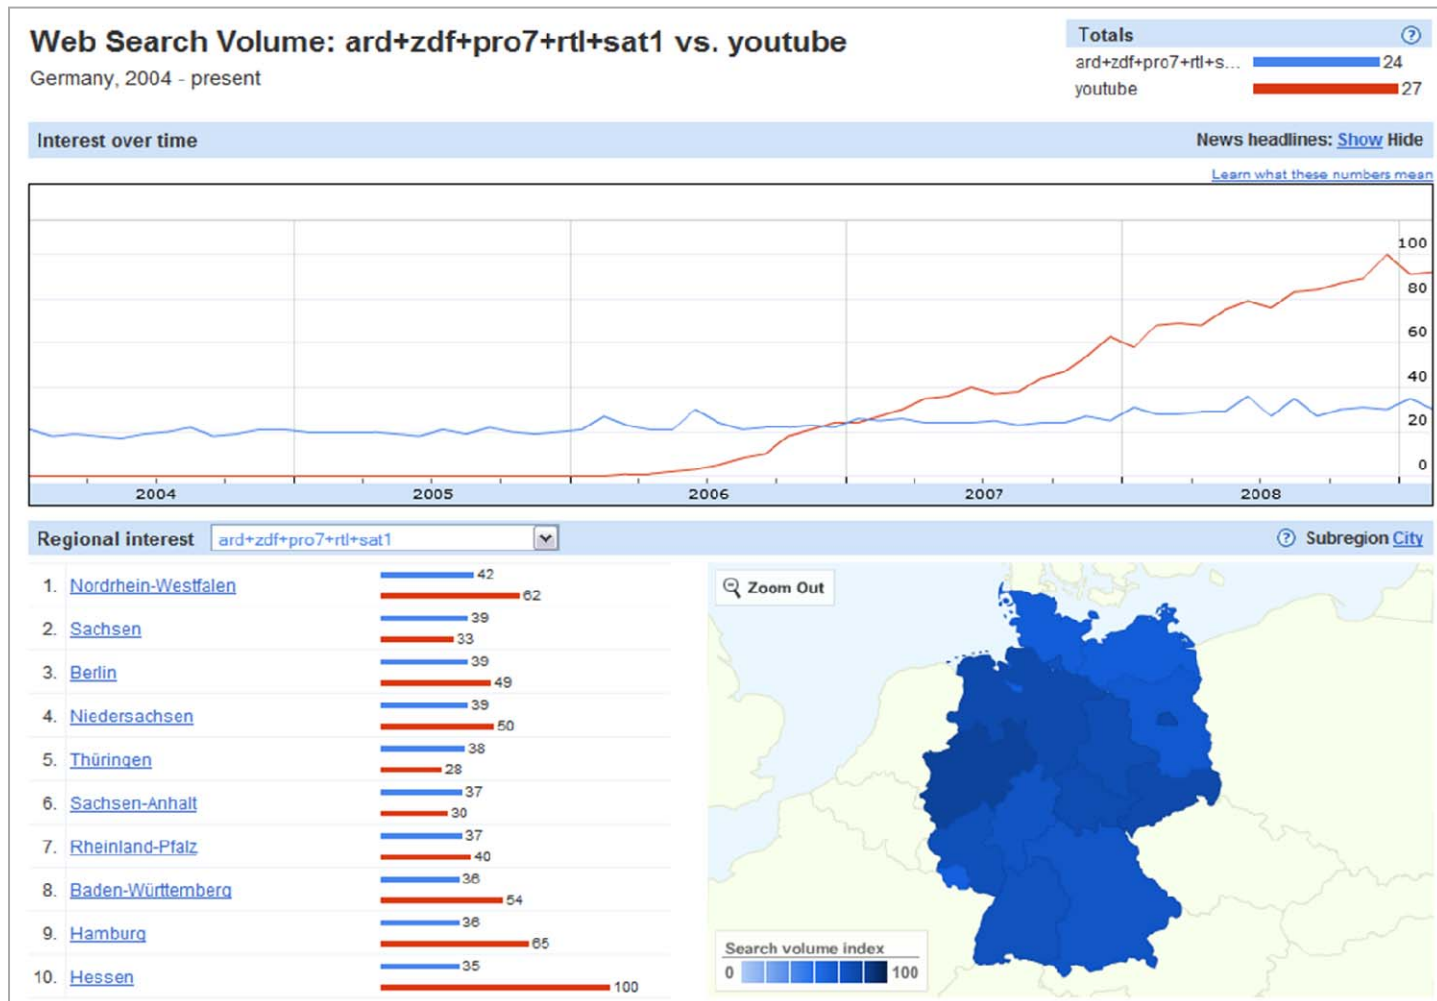 Web Search Volume: ard+zdf+pro7+rtl+sat1 vs. youtube
Germany, 2004 - present
Totals ?
ard+zdf+pro7+rtl+s... 24
youtube 27
Interest over time
News headlines: Show Hide
Learn what these numbers mean
100
80
60
40
20
0
2004 2005 2006 2007 2008
Regional interest ard+zdf+pro7+rtl+sat1
? Subregion City
1. Nordrhein-Westfalen 42
62
2. Sachsen 39
33
3. Berlin 39
49
4. Niedersachsen 39
50
5. Thüringen 38
28
6. Sachsen-Anhalt 37
30
7. Rheinland-Pfalz 37
40
8. Baden-Württemberg 36
54
9. Hamburg 36
65
10. Hessen 35
100
Zoom Out
Search volume index
0 100